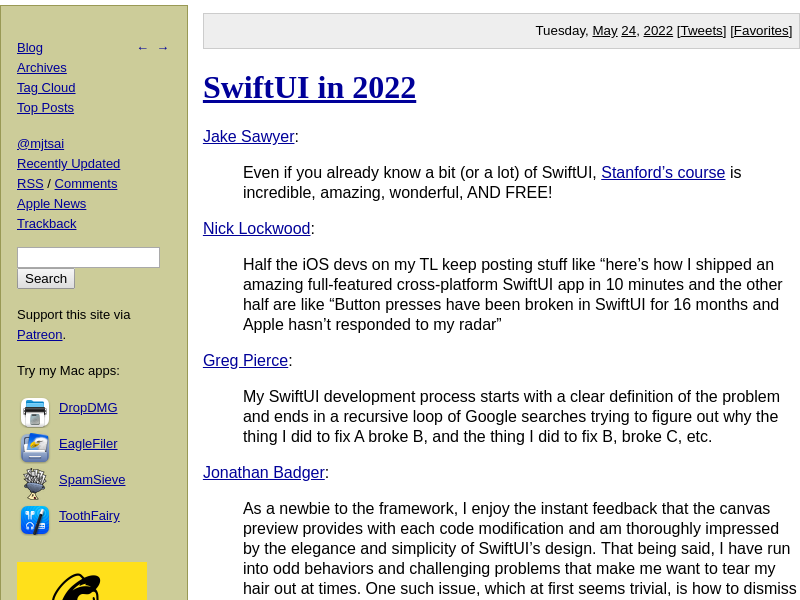 Blog ← →
Archives
Tag Cloud
Top Posts
@mjtsai
Recently Updated
RSS / Comments
Apple News
Trackback
Search
Support this site via
Patreon.
Try my Mac apps:
DropDMG
EagleFiler
SpamSieve
ToothFairy
Tuesday, May 24, 2022 [Tweets] [Favorites]
SwiftUI in 2022
Jake Sawyer:
Even if you already know a bit (or a lot) of SwiftUI, Stanford’s course is
incredible, amazing, wonderful, AND FREE!
Nick Lockwood:
Half the iOS devs on my TL keep posting stuff like “here’s how I shipped an
amazing full-featured cross-platform SwiftUI app in 10 minutes and the other
half are like “Button presses have been broken in SwiftUI for 16 months and
Apple hasn’t responded to my radar”
Greg Pierce:
My SwiftUI development process starts with a clear definition of the problem
and ends in a recursive loop of Google searches trying to figure out why the
thing I did to fix A broke B, and the thing I did to fix B, broke C, etc.
Jonathan Badger:
As a newbie to the framework, I enjoy the instant feedback that the canvas
preview provides with each code modification and am thoroughly impressed
by the elegance and simplicity of SwiftUI’s design. That being said, I have run
into odd behaviors and challenging problems that make me want to tear my
hair out at times. One such issue, which at first seems trivial, is how to dismiss